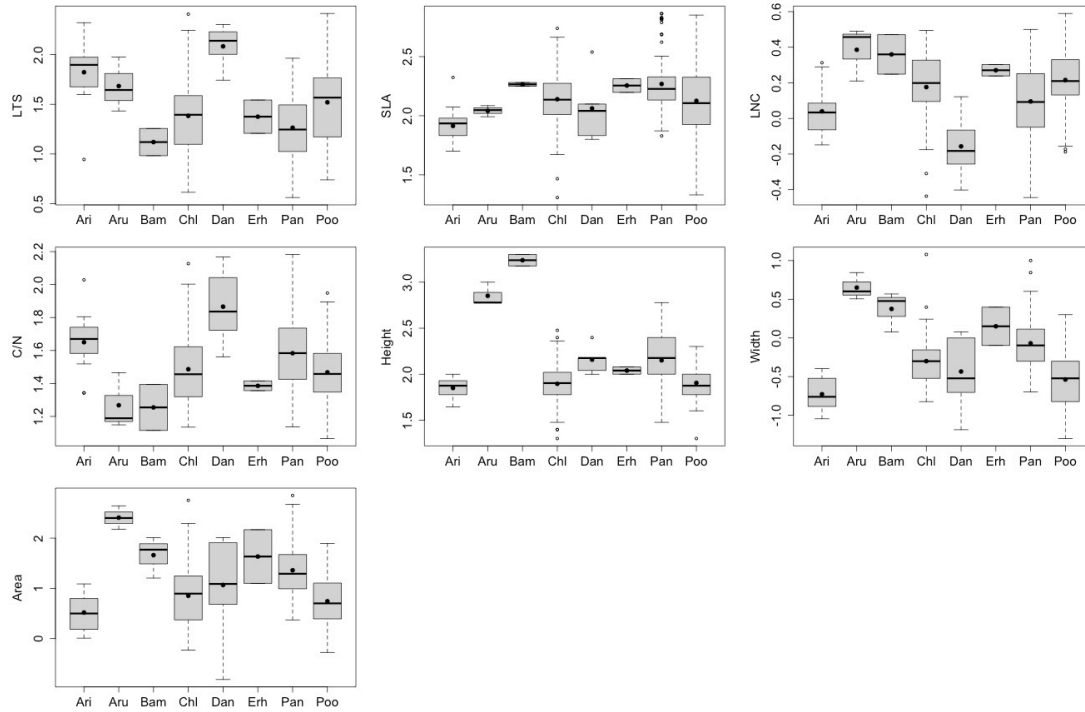 LTS
2.0
1.5
1.0
0.5
Ari Aru Bam Chl Dan Erh Pan Poo
SLA
2.5
2.0
1.5
Ari Aru Bam Chl Dan Erh Pan Poo
LNC
0.6
0.4
0.2
0.0
-0.2
-0.4
Ari Aru Bam Chl Dan Erh Pan Poo
C/N
2.2
2.0
1.8
1.6
1.4
1.2
Ari Aru Bam Chl Dan Erh Pan Poo
Height
3.0
2.5
2.0
1.5
Ari Aru Bam Chl Dan Erh Pan Poo
Width
1.0
0.5
0.0
-0.5
-1.0
Ari Aru Bam Chl Dan Erh Pan Poo
Area
2
1
0
Ari Aru Bam Chl Dan Erh Pan Poo